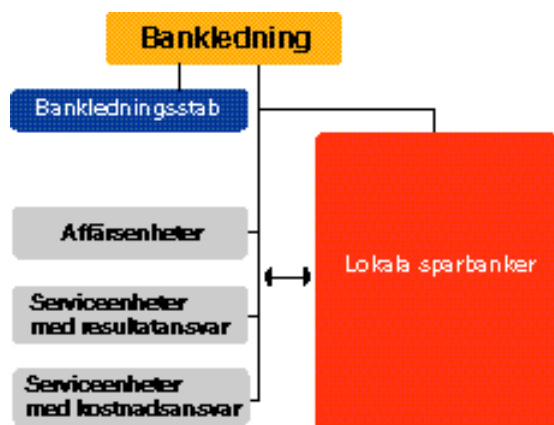 Bankledning
Bankledningsstab
Affärsenheter
Lokala sparbanker
Serviceenheter
med resultatansvar
Serviceenheter
med kostnadsansvar